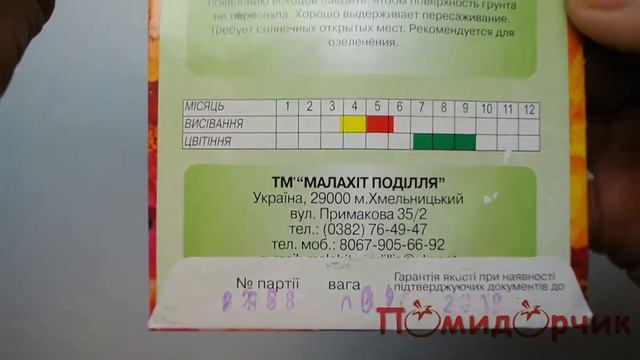 появлению всходов следить, чтобы поверхность грунта
не пересохла. Хорошо выдерживает пересаживание.
Требует солнечных открытых мест. Рекомендуется для
озеленения.
МІСЯЦЬ 1 2 3 4 5 6 7 8 9 10 11 12
ВИСІВАННЯ
ЦВІТІННЯ
ТМ "МАЛАХІТ ПОДІЛЛЯ"
Україна, 29000 м.Хмельницький
вул. Примакова 35/2
тел.: (0382) 76-49-47
тел. моб.: 8067-905-66-92
№ партії вага Гарантія якості при наявності
підтверджуючих документів до
Помидорчик